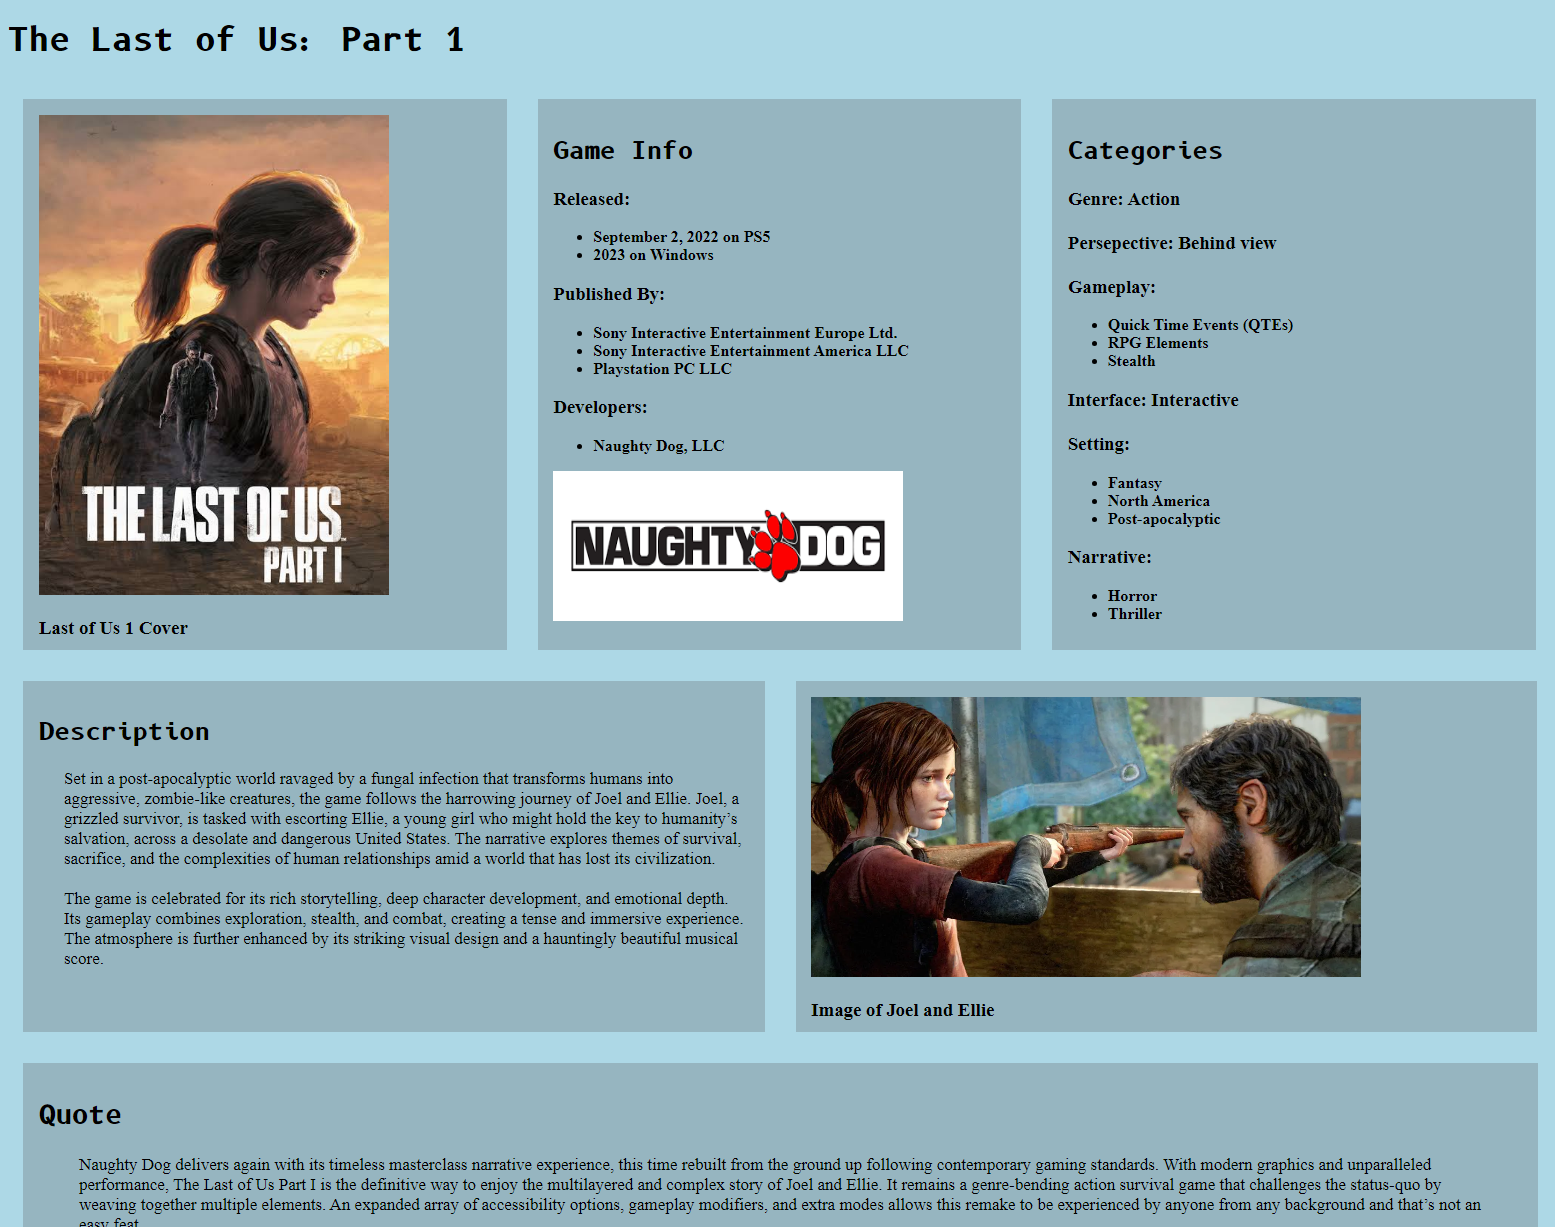 The Last of Us: Part 1
THE LAST OF US
PART I
Last of Us 1 Cover
Game Info
Released:
September 2, 2022 on PS5
2023 on Windows
Published By:
Sony Interactive Entertainment Europe Ltd.
Sony Interactive Entertainment America LLC
Playstation PC LLC
Developers:
Naughty Dog, LLC
NAUGHTY DOG
Categories
Genre: Action
Persepective: Behind view
Gameplay:
Quick Time Events (QTEs)
RPG Elements
Stealth
Interface: Interactive
Setting:
Fantasy
North America
Post-apocalyptic
Narrative:
Horror
Thriller
Description
Set in a post-apocalyptic world ravaged by a fungal infection that transforms humans into
aggressive, zombie-like creatures, the game follows the harrowing journey of Joel and Ellie. Joel, a
grizzled survivor, is tasked with escorting Ellie, a young girl who might hold the key to humanity’s
salvation, across a desolate and dangerous United States. The narrative explores themes of survival,
sacrifice, and the complexities of human relationships amid a world that has lost its civilization.
The game is celebrated for its rich storytelling, deep character development, and emotional depth.
Its gameplay combines exploration, stealth, and combat, creating a tense and immersive experience.
The atmosphere is further enhanced by its striking visual design and a hauntingly beautiful musical
score.
Image of Joel and Ellie
Quote
Naughty Dog delivers again with its timeless masterclass narrative experience, this time rebuilt from the ground up following contemporary gaming standards. With modern graphics and unparalleled
performance, The Last of Us Part I is the definitive way to enjoy the multilayered and complex story of Joel and Ellie. It remains a genre-bending action survival game that challenges the status-quo by
weaving together multiple elements. An expanded array of accessibility options, gameplay modifiers, and extra modes allows this remake to be experienced by anyone from any background and that’s not an
easy feat